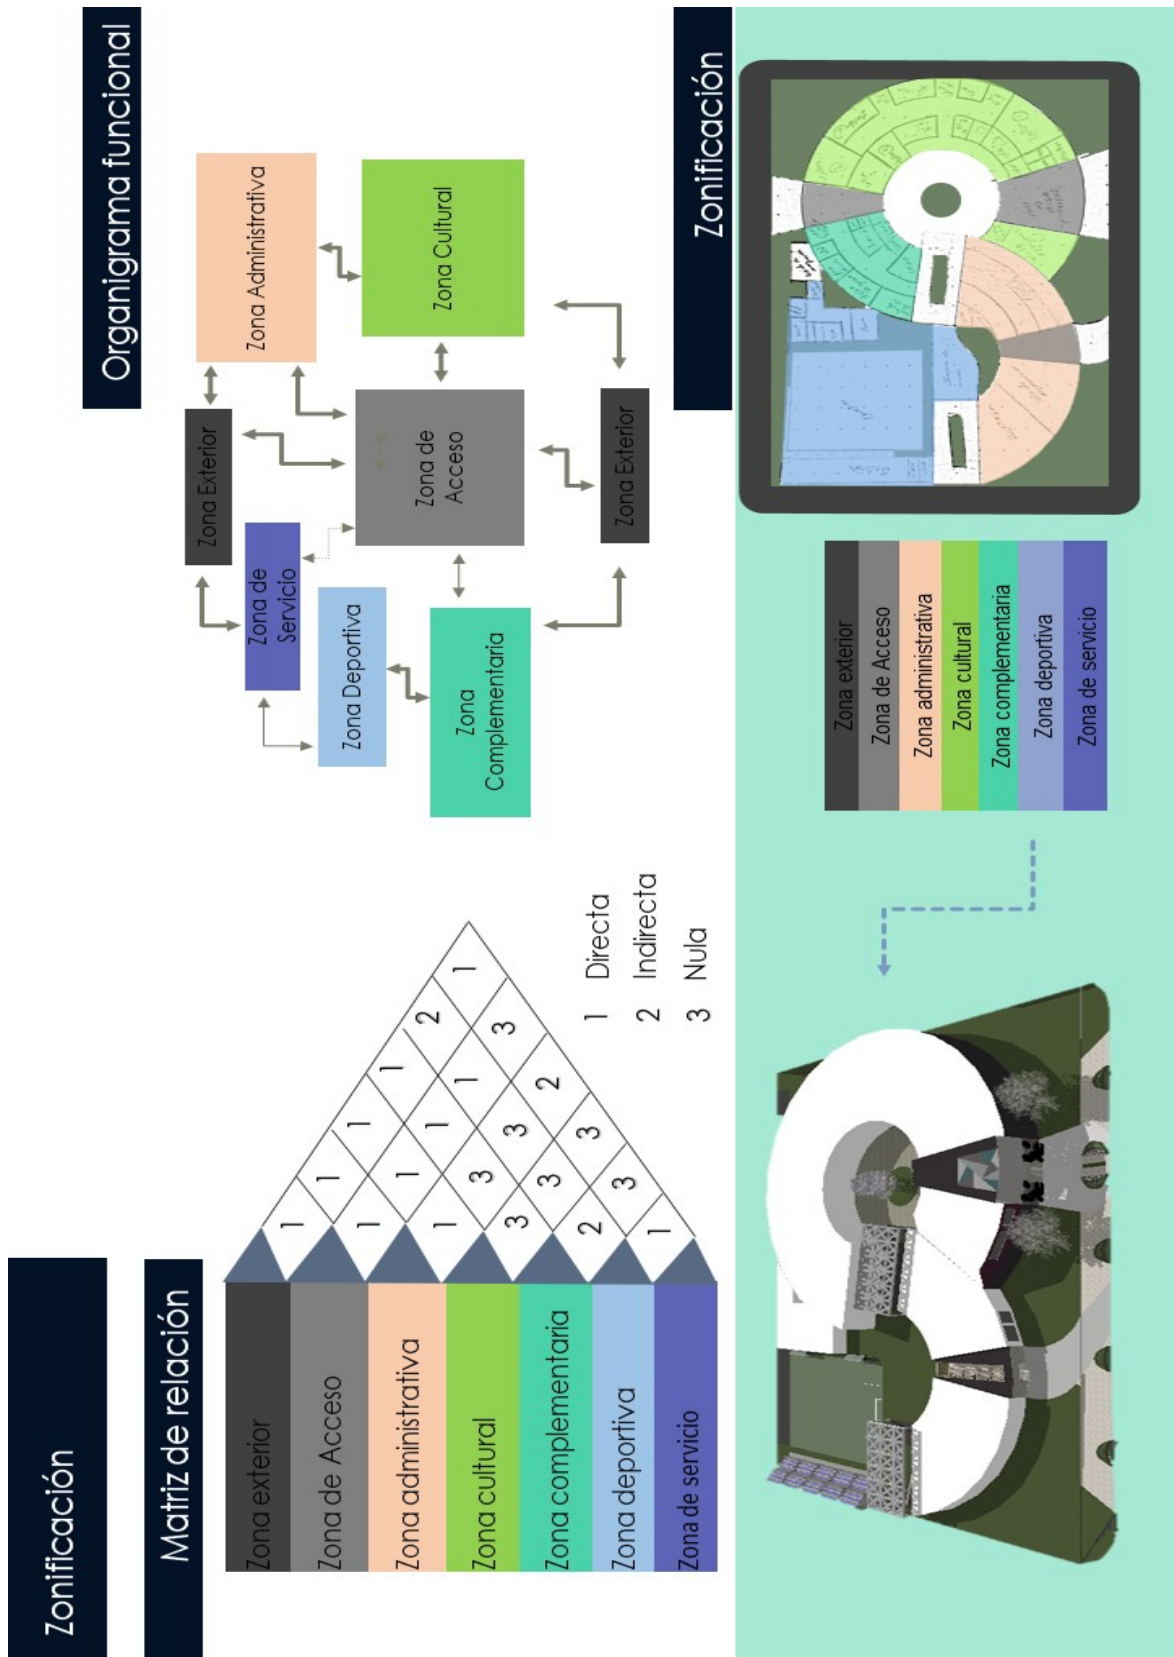 Zonificación
Matriz de relación
Zona exterior
Zona de Acceso
Zona administrativa
Zona cultural
Zona complementaria
Zona deportiva
Zona de servicio
1
1
1
3
2
1
1
1
3
3
3
1
1
3
3
1
1
2
2
3
1
1 Directa
2 Indirecta
3 Nula
Organigrama funcional
Zona Exterior
Zona Administrativa
Zona de
Servicio
Zona Deportiva
Zona de
Acceso
Zona Cultural
Zona
Complementaria
Zona Exterior
Zonificación
Zona exterior
Zona de Acceso
Zona administrativa
Zona cultural
Zona complementaria
Zona deportiva
Zona de servicio